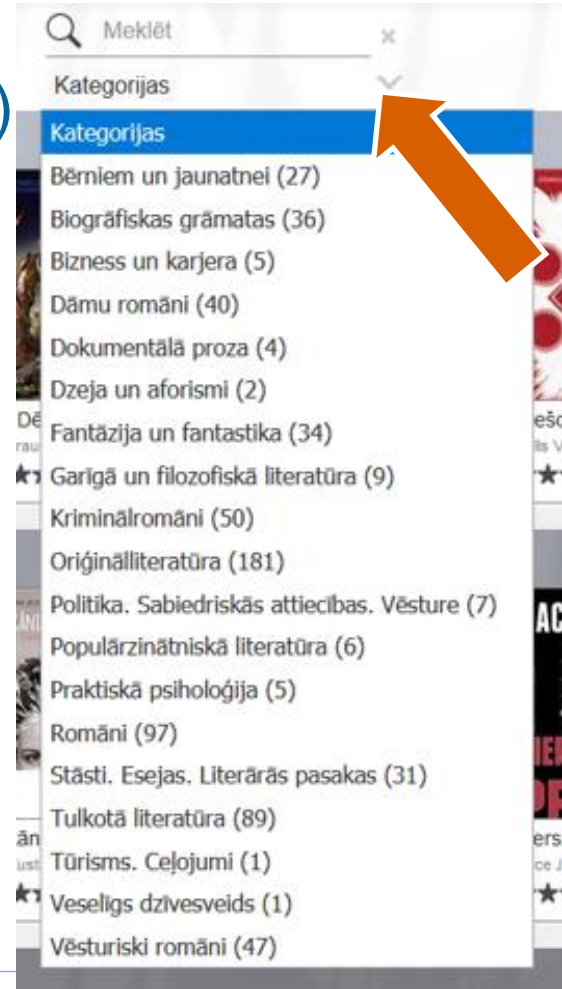 Meklēt
Kategorijas
Kategorijas
Bērniem un jaunatnei (27)
Biogrāfiskas grāmatas (36)
Bizness un karjera (5)
Dāmu romāni (40)
Dokumentālā proza (4)
Dzeja un aforismi (2)
Fantāzija un fantastika (34)
Garīgā un filozofiskā literatūra (9)
Kriminālromāni (50)
Oriģinālliteratūra (181)
Politika. Sabiedriskās attiecības. Vēsture (7)
Populārzinātniskā literatūra (6)
Praktiskā psiholoģija (5)
Romāni (97)
Stāsti. Esejas. Literārās pasakas (31)
Tulkotā literatūra (89)
Tūrisms. Ceļojumi (1)
Veselīgs dzīvesveids (1)
Vēsturiski romāni (47)